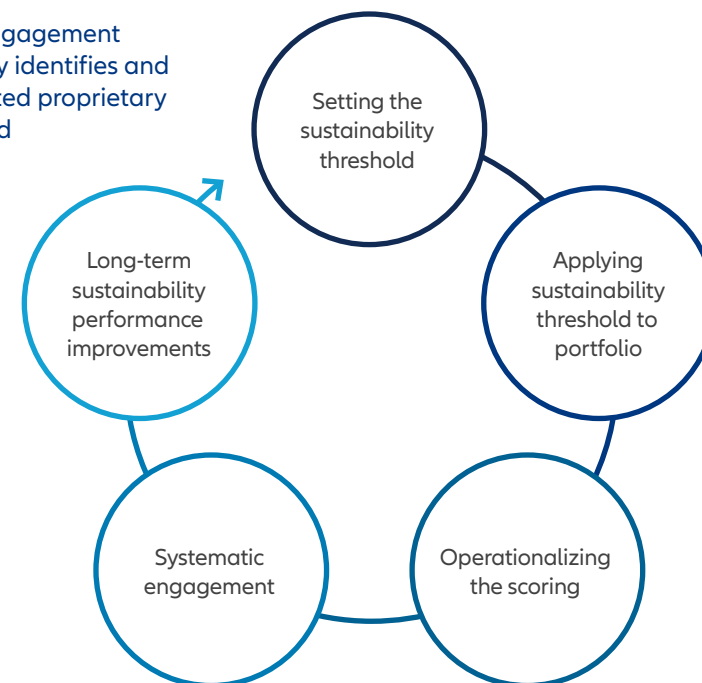 gagement
y identifies and
ted proprietary
d
Setting the
sustainability
threshold
Applying
sustainability
threshold to
portfolio
Operationalizing
the scoring
Systematic
engagement
Long-term
sustainability
performance
improvements